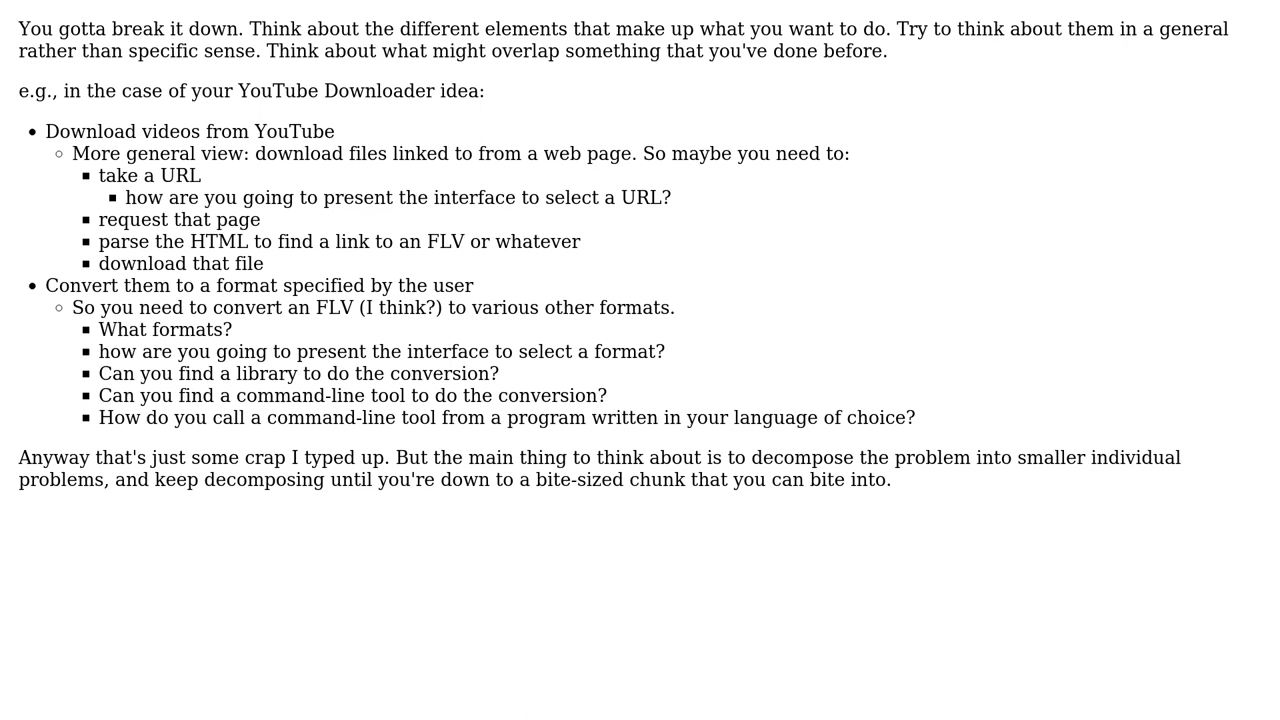 You gotta break it down. Think about the different elements that make up what you want to do. Try to think about them in a general
rather than specific sense. Think about what might overlap something that you've done before.
e.g., in the case of your YouTube Downloader idea:
• Download videos from YouTube
◦ More general view: download files linked to from a web page. So maybe you need to:
▪ take a URL
▪ how are you going to present the interface to select a URL?
▪ request that page
▪ parse the HTML to find a link to an FLV or whatever
▪ download that file
• Convert them to a format specified by the user
◦ So you need to convert an FLV (I think?) to various other formats.
▪ What formats?
▪ how are you going to present the interface to select a format?
▪ Can you find a library to do the conversion?
▪ Can you find a command-line tool to do the conversion?
▪ How do you call a command-line tool from a program written in your language of choice?
Anyway that's just some crap I typed up. But the main thing to think about is to decompose the problem into smaller individual
problems, and keep decomposing until you're down to a bite-sized chunk that you can bite into.